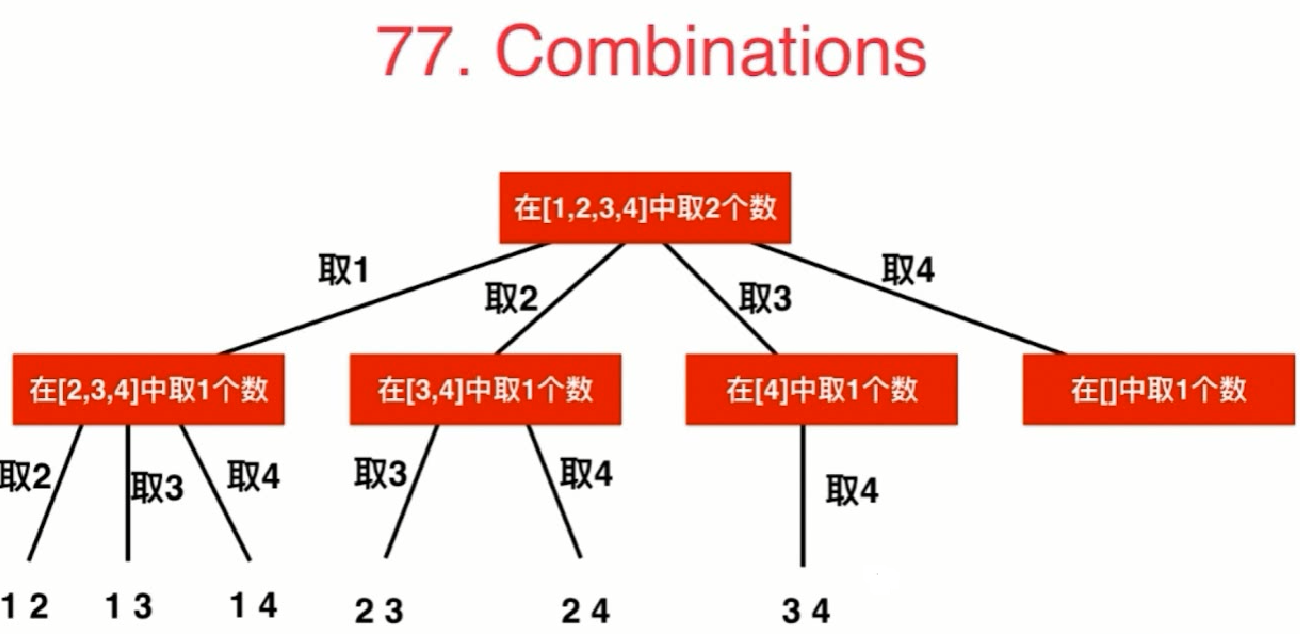 77. Combinations
在[1,2,3,4]中取2个数
取1
取2
取3
取4
在[2,3,4]中取1个数
在[3,4]中取1个数
在[4]中取1个数
在[]中取1个数
取2
取3
取4
取3
取4
取4
1 2
1 3
1 4
2 3
2 4
3 4